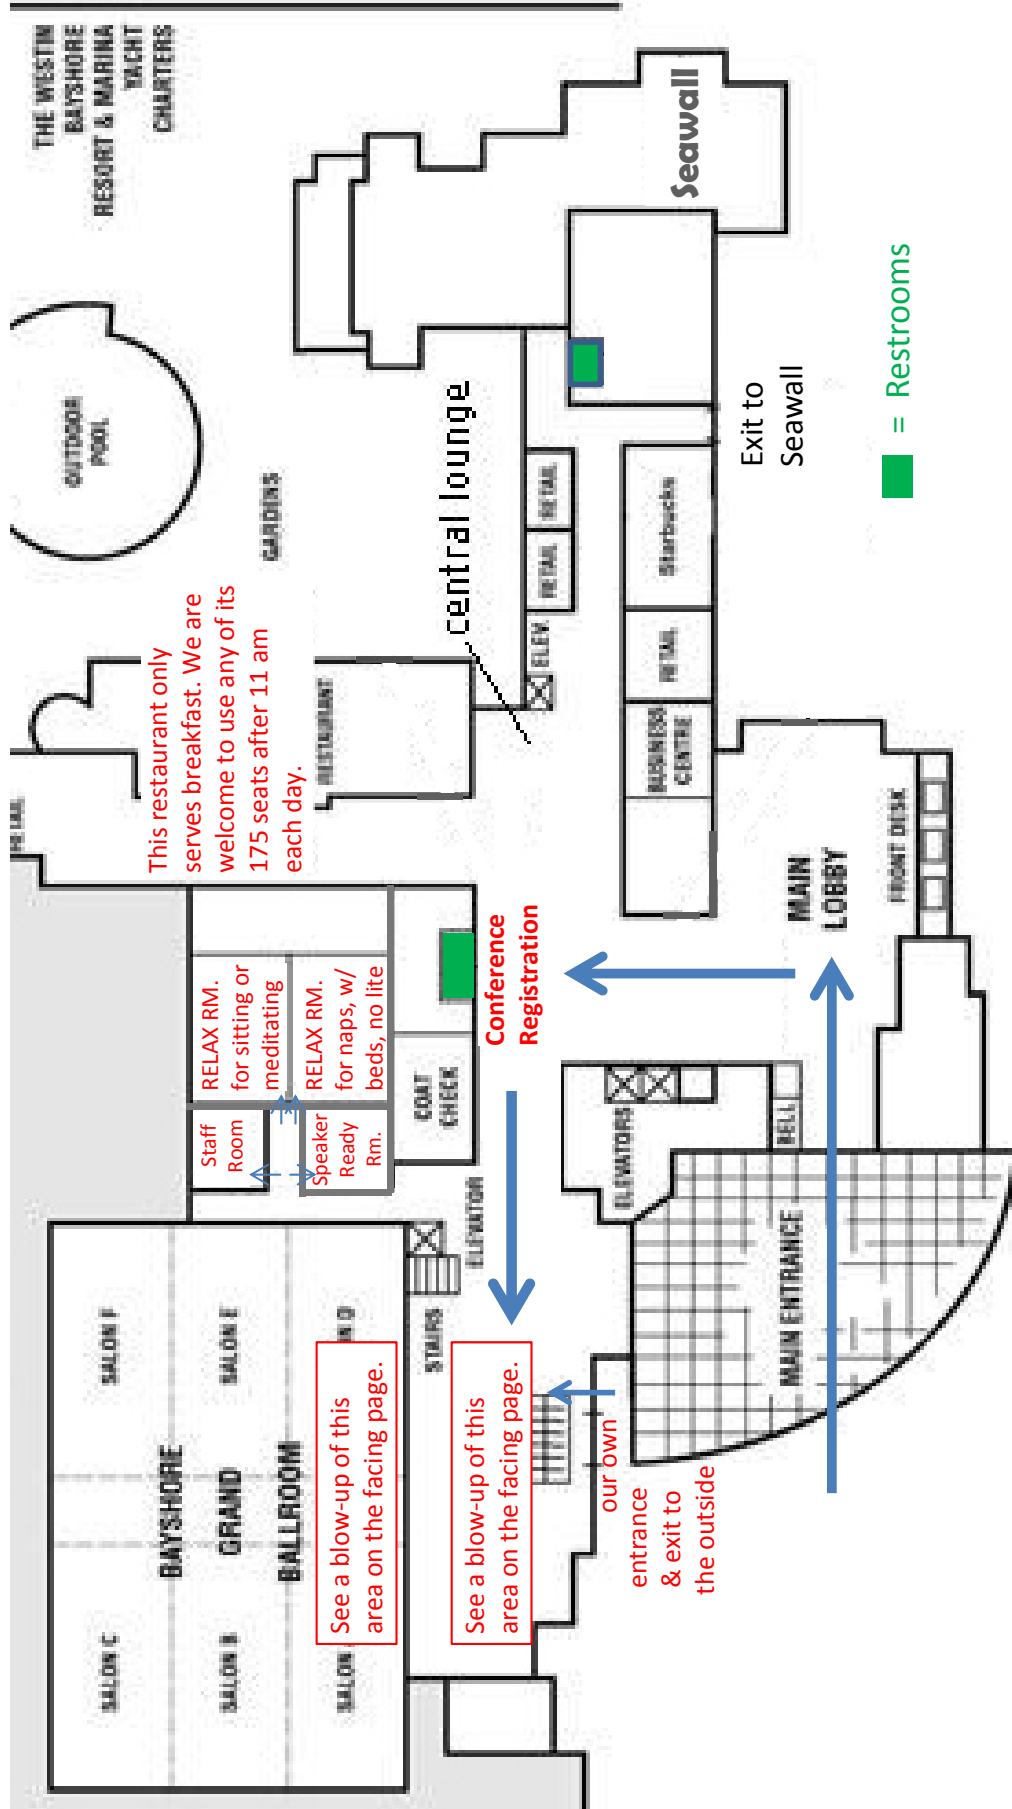 THE WESTIN
BAYSHORE
RESORT & MARINA
YACHT
CHARTERS
OUTDOOR
POOL
GARDENS
Seawall
central lounge
RETAIL
This restaurant only
serves breakfast. We are
welcome to use any of its
175 seats after 11 am
each day.
RESTAURANT
ELEV.
RETAIL
RETAIL
BUSINESS
CENTRE
RETAIL
Starbucks
Exit to
Seawall
= Restrooms
RELAX RM.
for sitting or
meditating
RELAX RM.
for naps, w/
beds, no lite
Staff
Room
Speaker
Ready
Rm.
COAT
CHECK
Conference
Registration
MAIN
LOBBY
FRONT DESK
ELEVATORS
BELL
MAIN ENTRANCE
ELEVATOR
STAIRS
SALON C
SALON F
BAYSHORE
SALON B
GRAND
SALON E
BALLROOM
SALON
N D
See a blow-up of this
area on the facing page.
See a blow-up of this
area on the facing page.
our own
entrance
& exit to
the outside